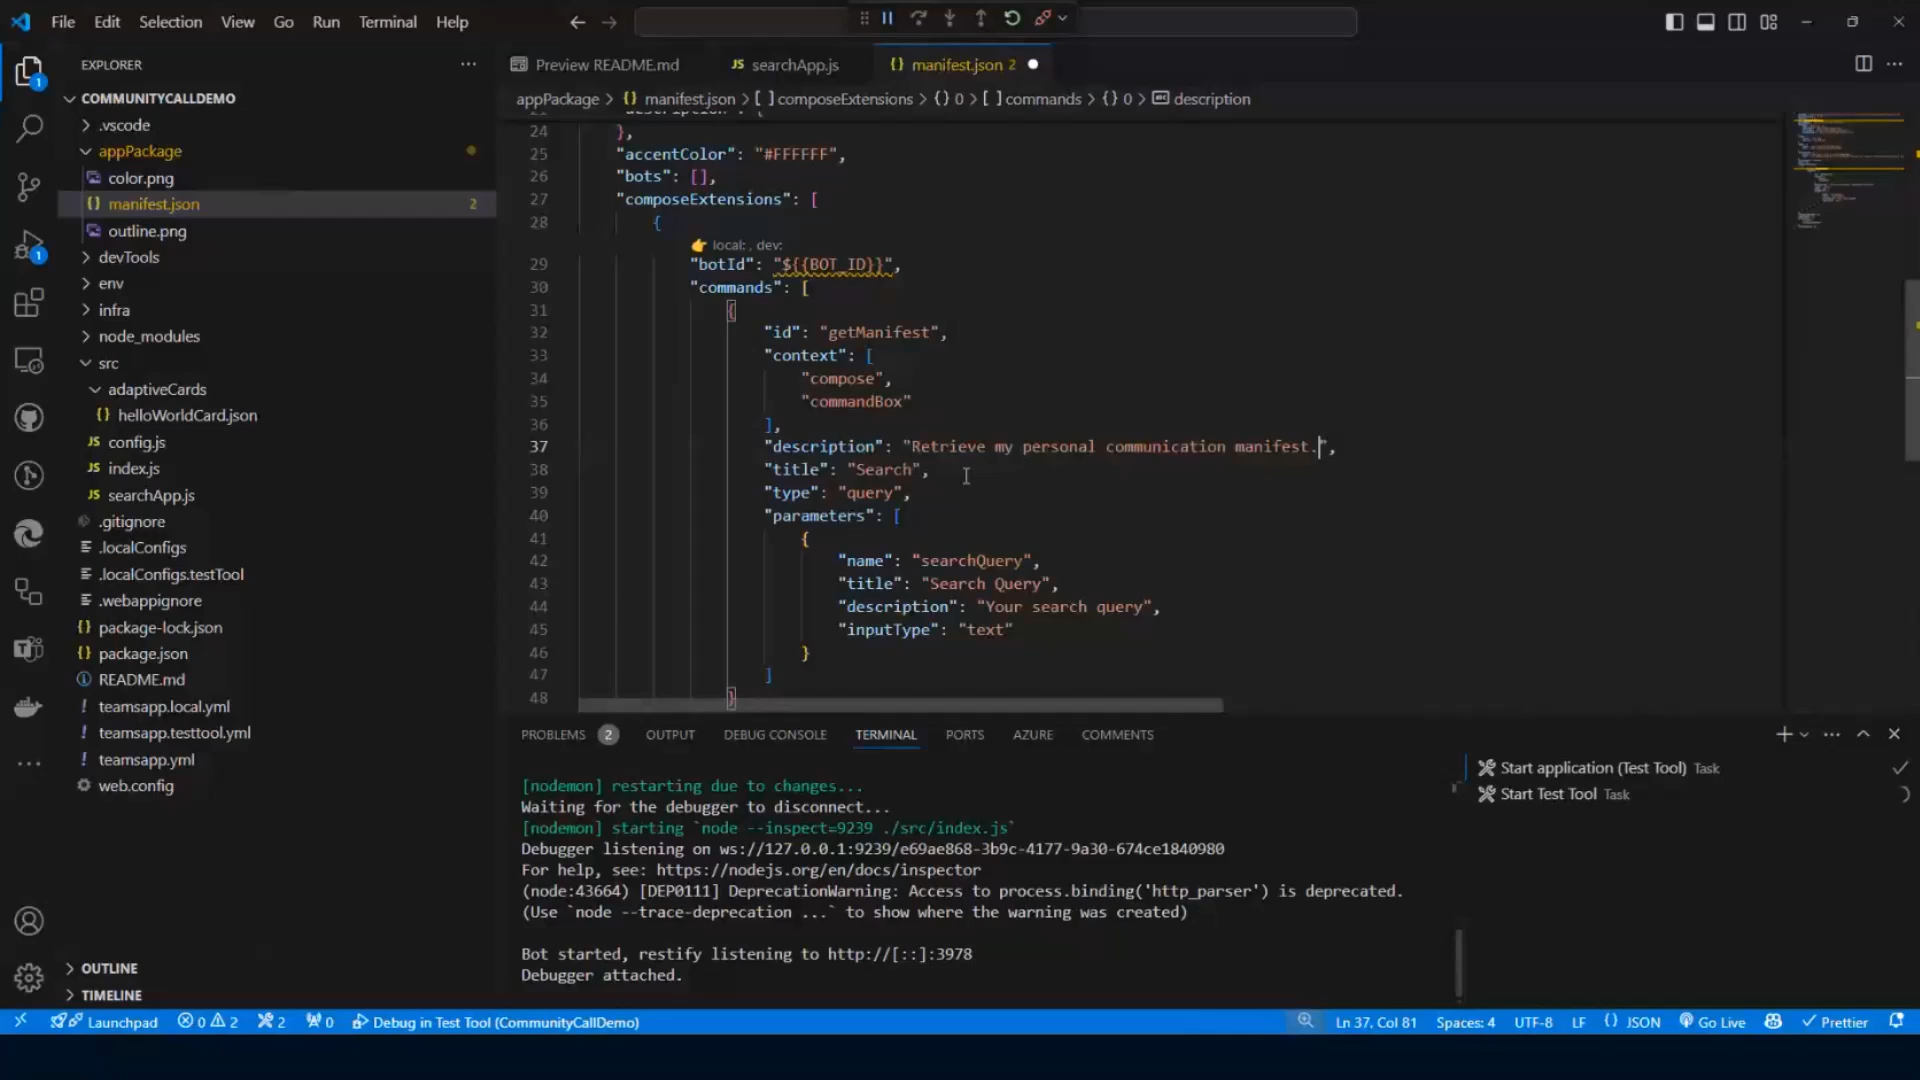 File Edit Selection View Go Run Terminal Help
EXPLORER
COMMUNITYCALLDEMO
.vscode
appPackage
color.png
manifest.json 2
outline.png
devTools
env
infra
node_modules
src
adaptiveCards
helloWorldCard.json
JS config.js
JS index.js
JS searchApp.js
.gitignore
.localConfigs
.localConfigs.testTool
.webappignore
package-lock.json
package.json
README.md
teamsapp.local.yml
teamsapp.testtool.yml
teamsapp.yml
web.config
OUTLINE
TIMELINE
Preview README.md JS searchApp.js {} manifest.json 2
appPackage > {} manifest.json > [ ] composeExtensions > {} 0 > [ ] commands > {} 0 > description
24 },
25 "accentColor": "#FFFFFF",
26 "bots": [],
27 "composeExtensions": [
28 {
👉 local: , dev:
29 "botId": "${{BOT_ID}}",
30 "commands": [
31 {
32 "id": "getManifest",
33 "context": [
34 "compose",
35 "commandBox"
36 ],
37 "description": "Retrieve my personal communication manifest.",
38 "title": "Search",
39 "type": "query",
40 "parameters": [
41 {
42 "name": "searchQuery",
43 "title": "Search Query",
44 "description": "Your search query",
45 "inputType": "text"
46 }
47 ]
48 }
PROBLEMS 2 OUTPUT DEBUG CONSOLE TERMINAL PORTS AZURE COMMENTS
[nodemon] restarting due to changes...
Waiting for the debugger to disconnect...
[nodemon] starting `node --inspect=9239 ./src/index.js`
Debugger listening on ws://127.0.0.1:9239/e69ae868-3b9c-4177-9a30-674ce1840980
For help, see: https://nodejs.org/en/docs/inspector
(node:43664) [DEP0111] DeprecationWarning: Access to process.binding('http_parser') is deprecated.
(Use `node --trace-deprecation ...` to show where the warning was created)
Bot started, restify listening to http://[::]:3978
Debugger attached.
Start application (Test Tool) Task
Start Test Tool Task
Launchpad 0 2 2 0 Debug in Test Tool (CommunityCallDemo) Ln 37, Col 81 Spaces: 4 UTF-8 LF {} JSON Go Live Prettier